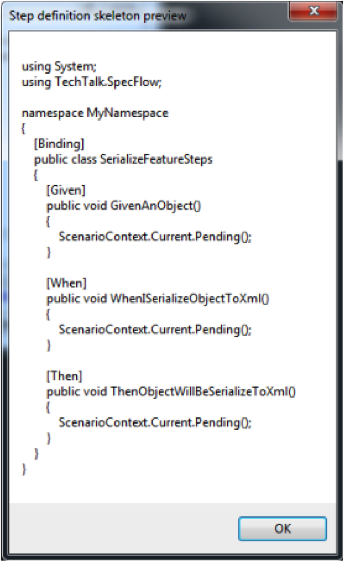 Step definition skeleton preview
using System;
using TechTalk.SpecFlow;
namespace MyNamespace
{
[Binding]
public class SerializeFeatureSteps
{
[Given]
public void GivenAnObject()
{
ScenarioContext.Current.Pending();
}
[When]
public void WhenISerializeObjectToXml()
{
ScenarioContext.Current.Pending();
}
[Then]
public void ThenObjectWillBeSerializeToXml()
{
ScenarioContext.Current.Pending();
}
}
}
OK